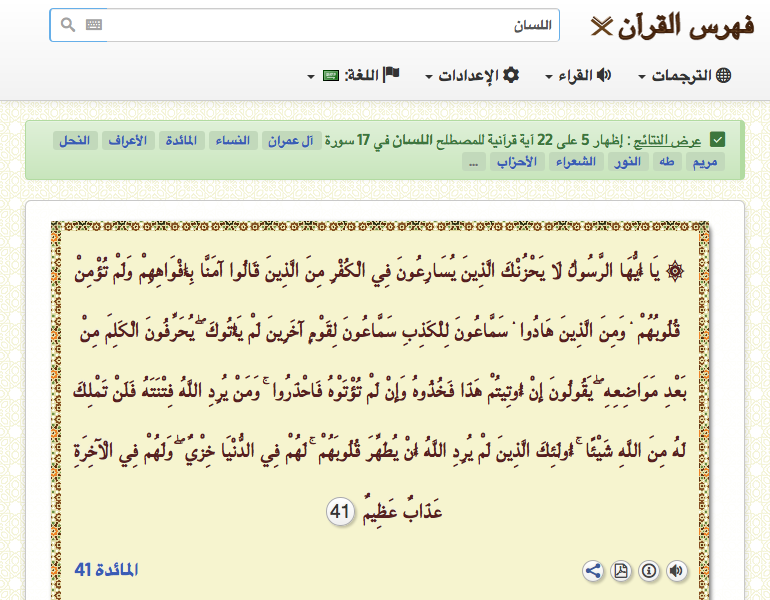 فهرس القرآن
اللسان
الترجمات القراء الإعدادات اللغة:
عرض النتائج : إظهار 5 على 22 آية قرآنية للمصطلح اللسان في 17 سورة آل عمران النساء المائدة الأعراف النحل
مريم طه النور الشعراء الأحزاب ...
۞ يَا أَيُّهَا الرَّسُولُ لَا يَحْزُنْكَ الَّذِينَ يُسَارِعُونَ فِي الْكُفْرِ مِنَ الَّذِينَ قَالُوا آمَنَّا بِأَفْوَاهِهِمْ وَلَمْ تُؤْمِنْ
قُلُوبُهُمْ ۛ وَمِنَ الَّذِينَ هَادُوا ۛ سَمَّاعُونَ لِلْكَذِبِ سَمَّاعُونَ لِقَوْمٍ آخَرِينَ لَمْ يَأْتُوكَ ۖ يُحَرِّفُونَ الْكَلِمَ مِنْ
بَعْدِ مَوَاضِعِهِ ۖ يَقُولُونَ إِنْ أُوتِيتُمْ هَٰذَا فَخُذُوهُ وَإِنْ لَمْ تُؤْتَوْهُ فَاحْذَرُوا ۚ وَمَنْ يُرِدِ اللَّهُ فِتْنَتَهُ فَلَنْ تَمْلِكَ
لَهُ مِنَ اللَّهِ شَيْئًا ۚ أُولَٰئِكَ الَّذِينَ لَمْ يُرِدِ اللَّهُ أَنْ يُطَهِّرَ قُلُوبَهُمْ ۚ لَهُمْ فِي الدُّنْيَا خِزْيٌ ۖ وَلَهُمْ فِي الْآخِرَةِ
عَذَابٌ عَظِيمٌ 41
المائدة 41